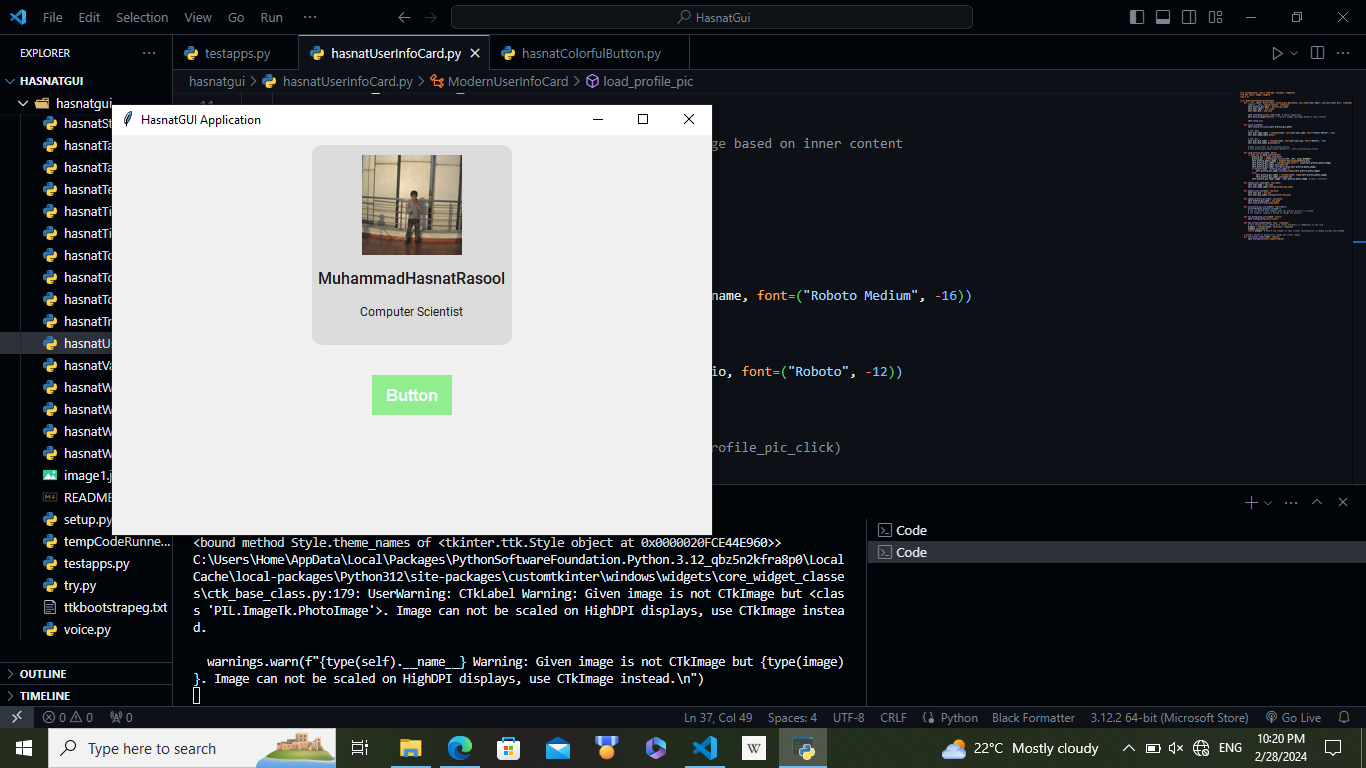 File Edit Selection View Go Run ··· HasnatGui
EXPLORER ···
testapps.py hasnatUserInfoCard.py hasnatColorfulButton.py
HASNATGUI
hasnatgui > hasnatUserInfoCard.py > ModernUserInfoCard > load_profile_pic
hasnatgui
hasnatSt
hasnatTa
hasnatTa
hasnatTe
hasnatTi
hasnatTi
hasnatTo
hasnatTo
hasnatTo
hasnatTr
hasnatU
hasnatVa
hasnatW
hasnatW
hasnatW
hasnatW
image1.j
README
setup.py
tempCodeRunne...
testapps.py
try.py
ttkbootstrapeg.txt
voice.py
OUTLINE
TIMELINE
HasnatGUI Application
MuhammadHasnatRasool
Computer Scientist
Button
ge based on inner content
name, font=("Roboto Medium", -16))
io, font=("Roboto", -12))
rofile_pic_click)
<bound method Style.theme_names of <tkinter.ttk.Style object at 0x0000020FCE44E960>>
C:\Users\Home\AppData\Local\Packages\PythonSoftwareFoundation.Python.3.12_qbz5n2kfra8p0\Local
Cache\local-packages\Python312\site-packages\customtkinter\windows\widgets\core_widget_classe
s\ctk_base_class.py:179: UserWarning: CTkLabel Warning: Given image is not CTkImage but <clas
s 'PIL.ImageTk.PhotoImage'>. Image can not be scaled on HighDPI displays, use CTkImage instea
d.
warnings.warn(f"{type(self).__name__} Warning: Given image is not CTkImage but {type(image)
}. Image can not be scaled on HighDPI displays, use CTkImage instead.\n")
Code
Code
0 0 0 Ln 37, Col 49 Spaces: 4 UTF-8 CRLF Python Black Formatter 3.12.2 64-bit (Microsoft Store) Go Live
Type here to search
W
22°C Mostly cloudy
ENG
10:20 PM
2/28/2024